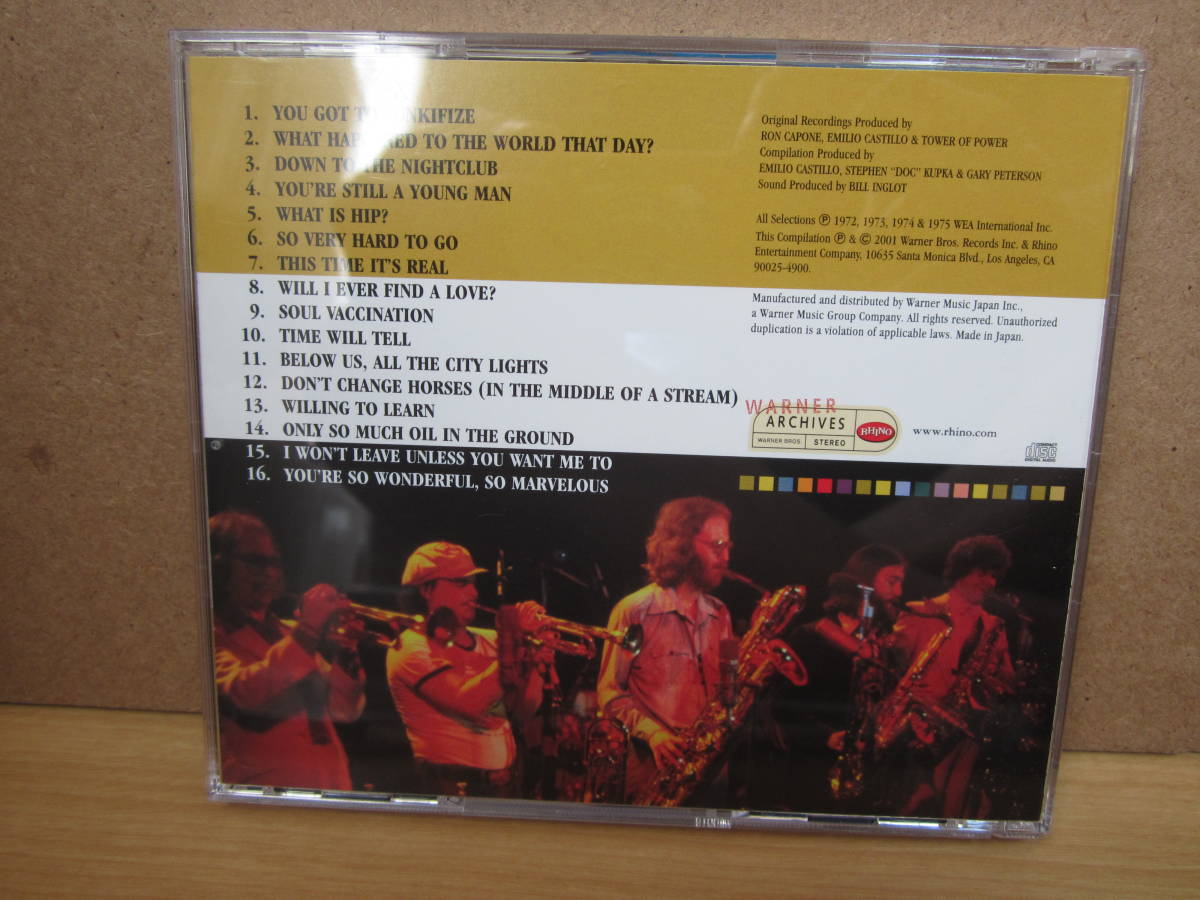 1. YOU GOT TO FUNKIFIZE
2. WHAT HAPPENED TO THE WORLD THAT DAY?
3. DOWN TO THE NIGHTCLUB
4. YOU'RE STILL A YOUNG MAN
5. WHAT IS HIP?
6. SO VERY HARD TO GO
7. THIS TIME IT'S REAL
8. WILL I EVER FIND A LOVE?
9. SOUL VACCINATION
10. TIME WILL TELL
11. BELOW US, ALL THE CITY LIGHTS
12. DON'T CHANGE HORSES (IN THE MIDDLE OF A STREAM)
13. WILLING TO LEARN
14. ONLY SO MUCH OIL IN THE GROUND
15. I WON'T LEAVE UNLESS YOU WANT ME TO
16. YOU'RE SO WONDERFUL, SO MARVELOUS
Original Recordings Produced by
RON CAPONE, EMILIO CASTILLO & TOWER OF POWER
Compilation Produced by
EMILIO CASTILLO, STEPHEN "DOC" KUPKA & GARY PETERSON
Sound Produced by BILL INGLOT
All Selections ℗ 1972, 1973, 1974 & 1975 WEA International Inc.
This Compilation ℗ & © 2001 Warner Bros. Records Inc. & Rhino
Entertainment Company, 10635 Santa Monica Blvd., Los Angeles, CA
90025-4900.
Manufactured and distributed by Warner Music Japan Inc.,
a Warner Music Group Company. All rights reserved. Unauthorized
duplication is a violation of applicable laws. Made in Japan.
WARNER
ARCHIVES
WARNER BROS STEREO
RHINO
www.rhino.com
COMPACT
disc
DIGITAL AUDIO